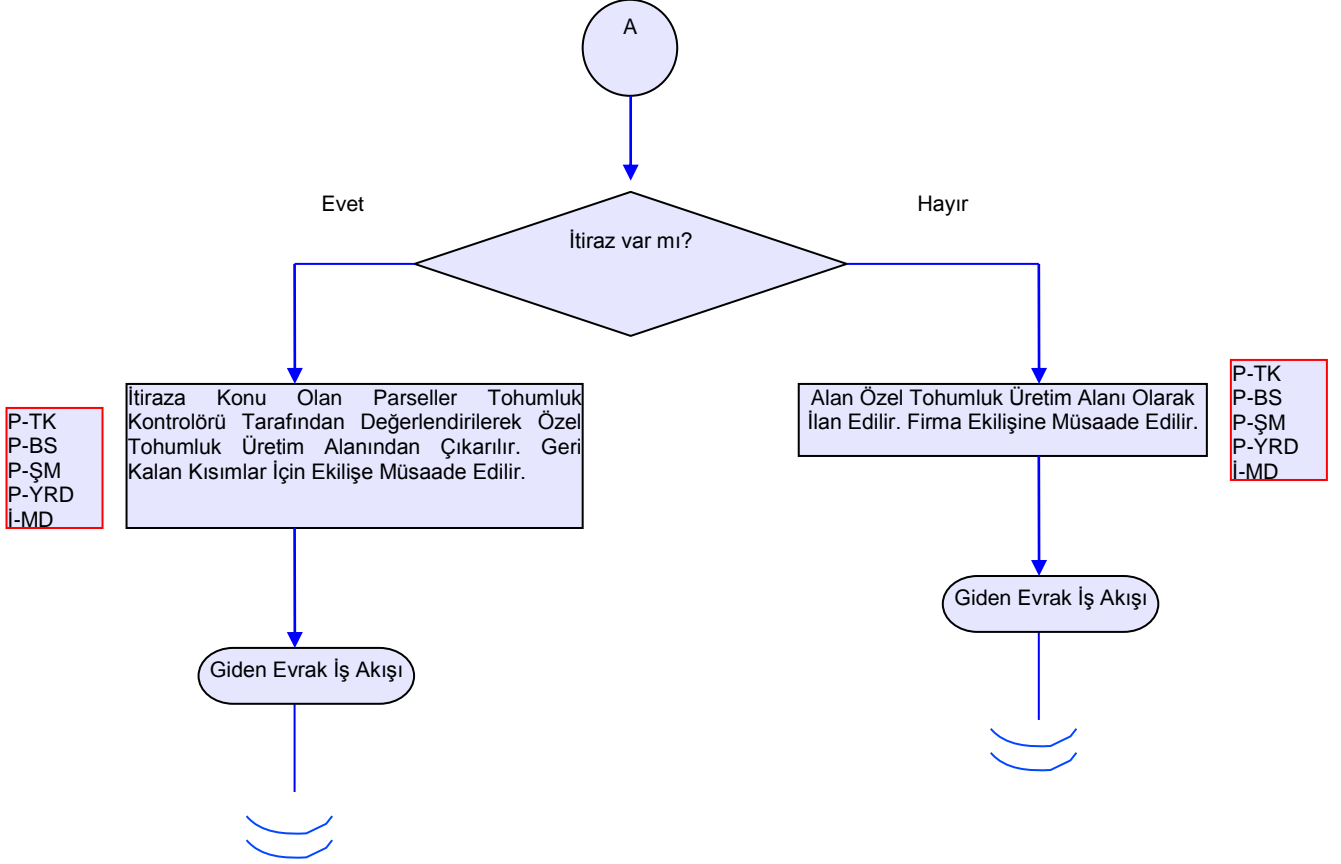 A
Evet
Hayır
İtiraz var mı?
P-TK
P-BS
P-ŞM
P-YRD
İ-MD
İtiraza Konu Olan Parseller Tohumluk
Kontrolörü Tarafından Değerlendirilerek Özel
Tohumluk Üretim Alanından Çıkarılır. Geri
Kalan Kısımlar İçin Ekilişe Müsaade Edilir.
Alan Özel Tohumluk Üretim Alanı Olarak
İlan Edilir. Firma Ekilişine Müsaade Edilir.
P-TK
P-BS
P-ŞM
P-YRD
İ-MD
Giden Evrak İş Akışı
Giden Evrak İş Akışı